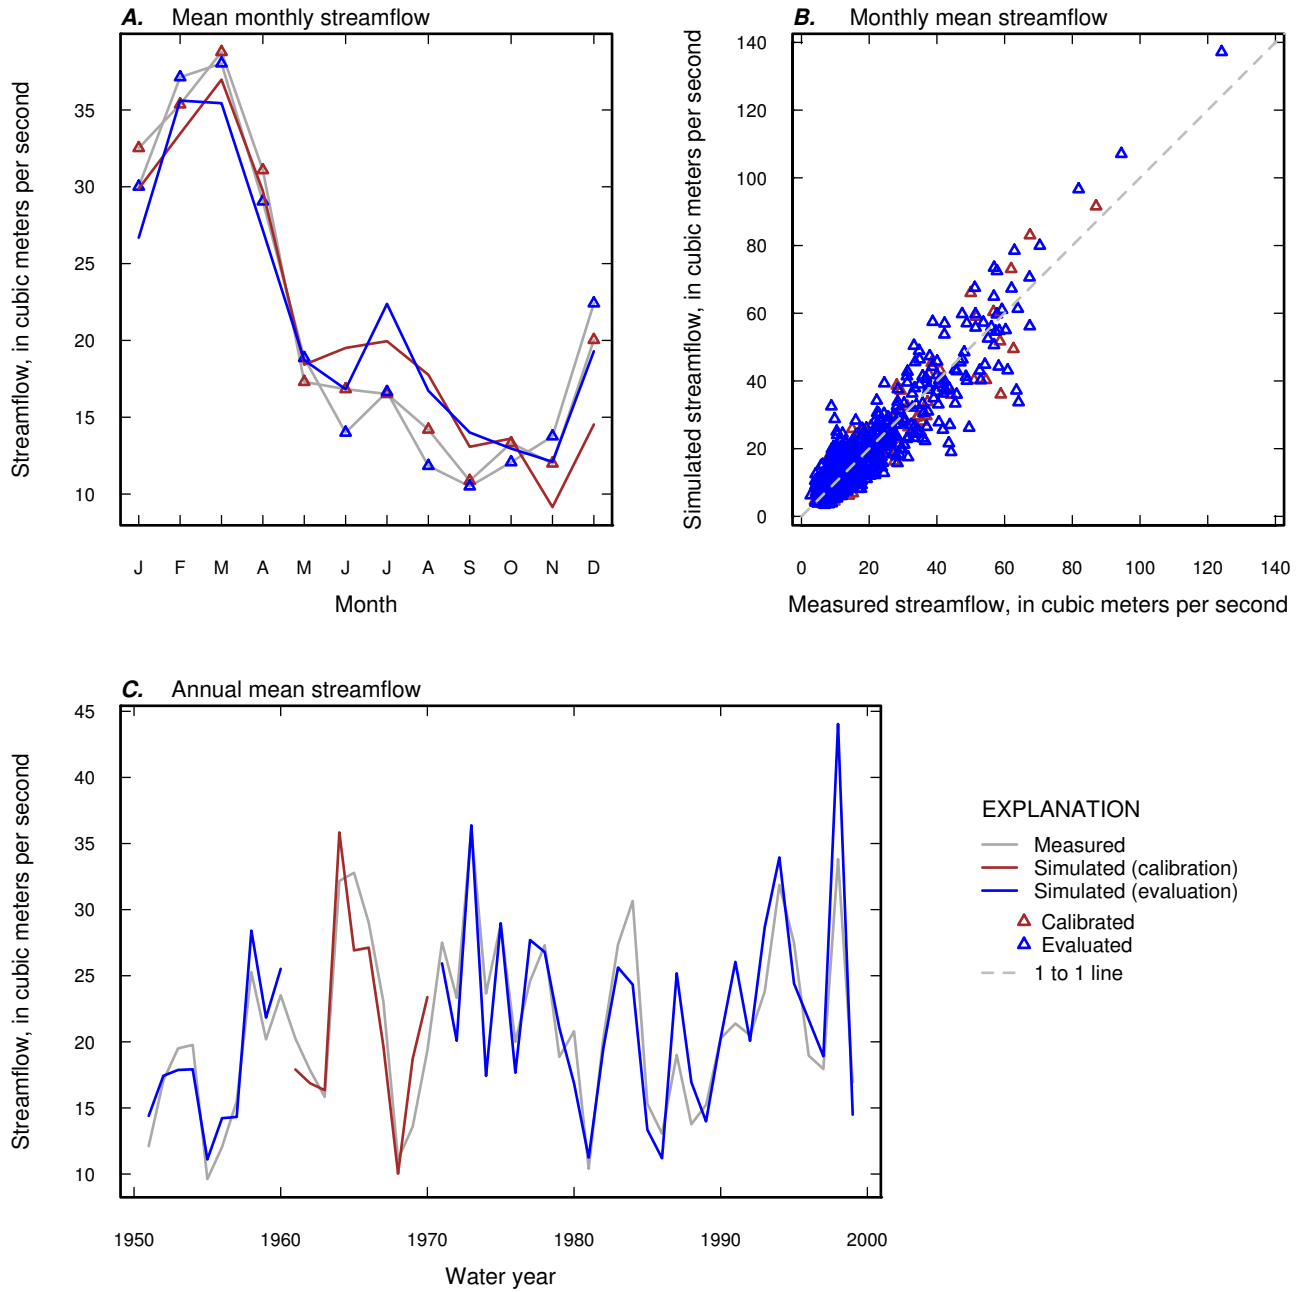 A. Mean monthly streamflow
Streamflow, in cubic meters per second
35
30
25
20
15
10
J F M A M J J A S O N D
Month
B. Monthly mean streamflow
Simulated streamflow, in cubic meters per second
140
120
100
80
60
40
20
0
0 20 40 60 80 100 120 140
Measured streamflow, in cubic meters per second
C. Annual mean streamflow
Streamflow, in cubic meters per second
45
40
35
30
25
20
15
10
1950 1960 1970 1980 1990 2000
Water year
EXPLANATION
Measured
Simulated (calibration)
Simulated (evaluation)
Calibrated
Evaluated
1 to 1 line